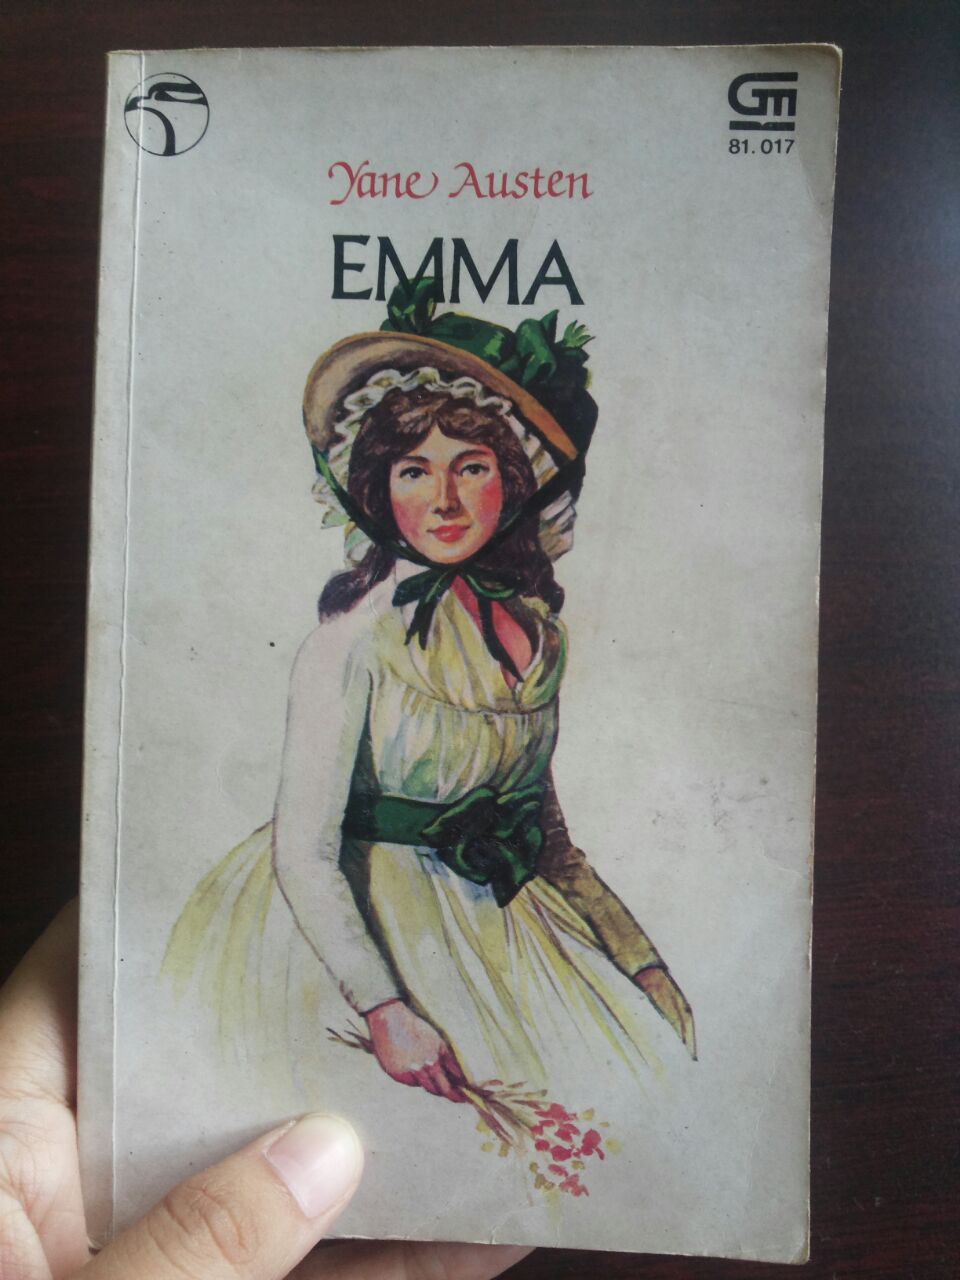 GM
81. 017
Yane Austen
EMMA